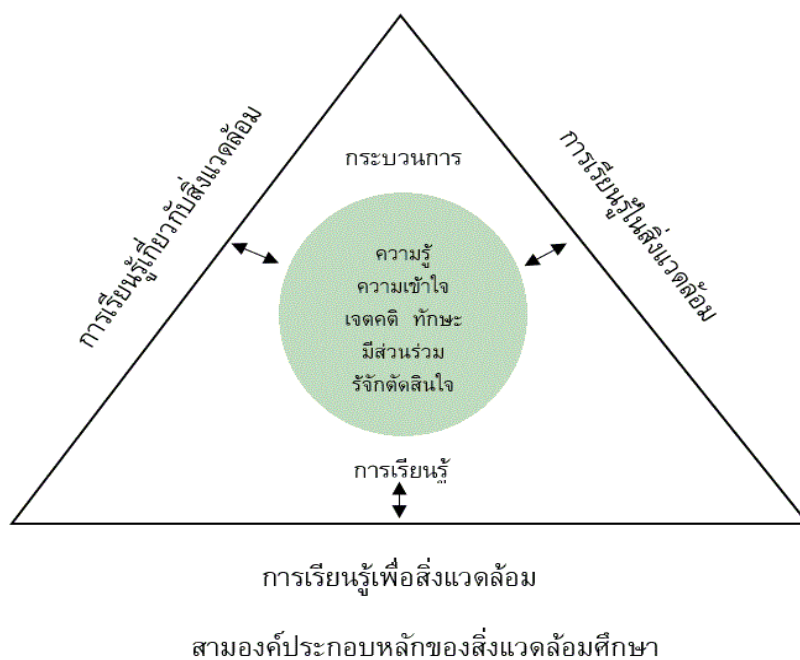 กระบวนการ
การเรียนรู้เกี่ยวกับสิ่งแวดล้อม
การเรียนรู้ในสิ่งแวดล้อม
ความรู้
ความเข้าใจ
เจตคติ ทักษะ
มีส่วนร่วม
รู้จักตัดสินใจ
การเรียนรู้
การเรียนรู้เพื่อสิ่งแวดล้อม
สามองค์ประกอบหลักของสิ่งแวดล้อมศึกษา